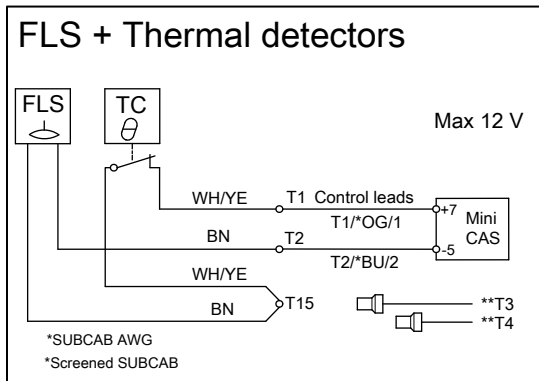 FLS + Thermal detectors
FLS
TC
Max 12 V
WH/YE
T1
Control leads
+7
Mini
CAS
T1/*OG/1
BN
T2
-5
T2/*BU/2
WH/YE
T15
BN
**T3
**T4
*SUBCAB AWG
*Screened SUBCAB